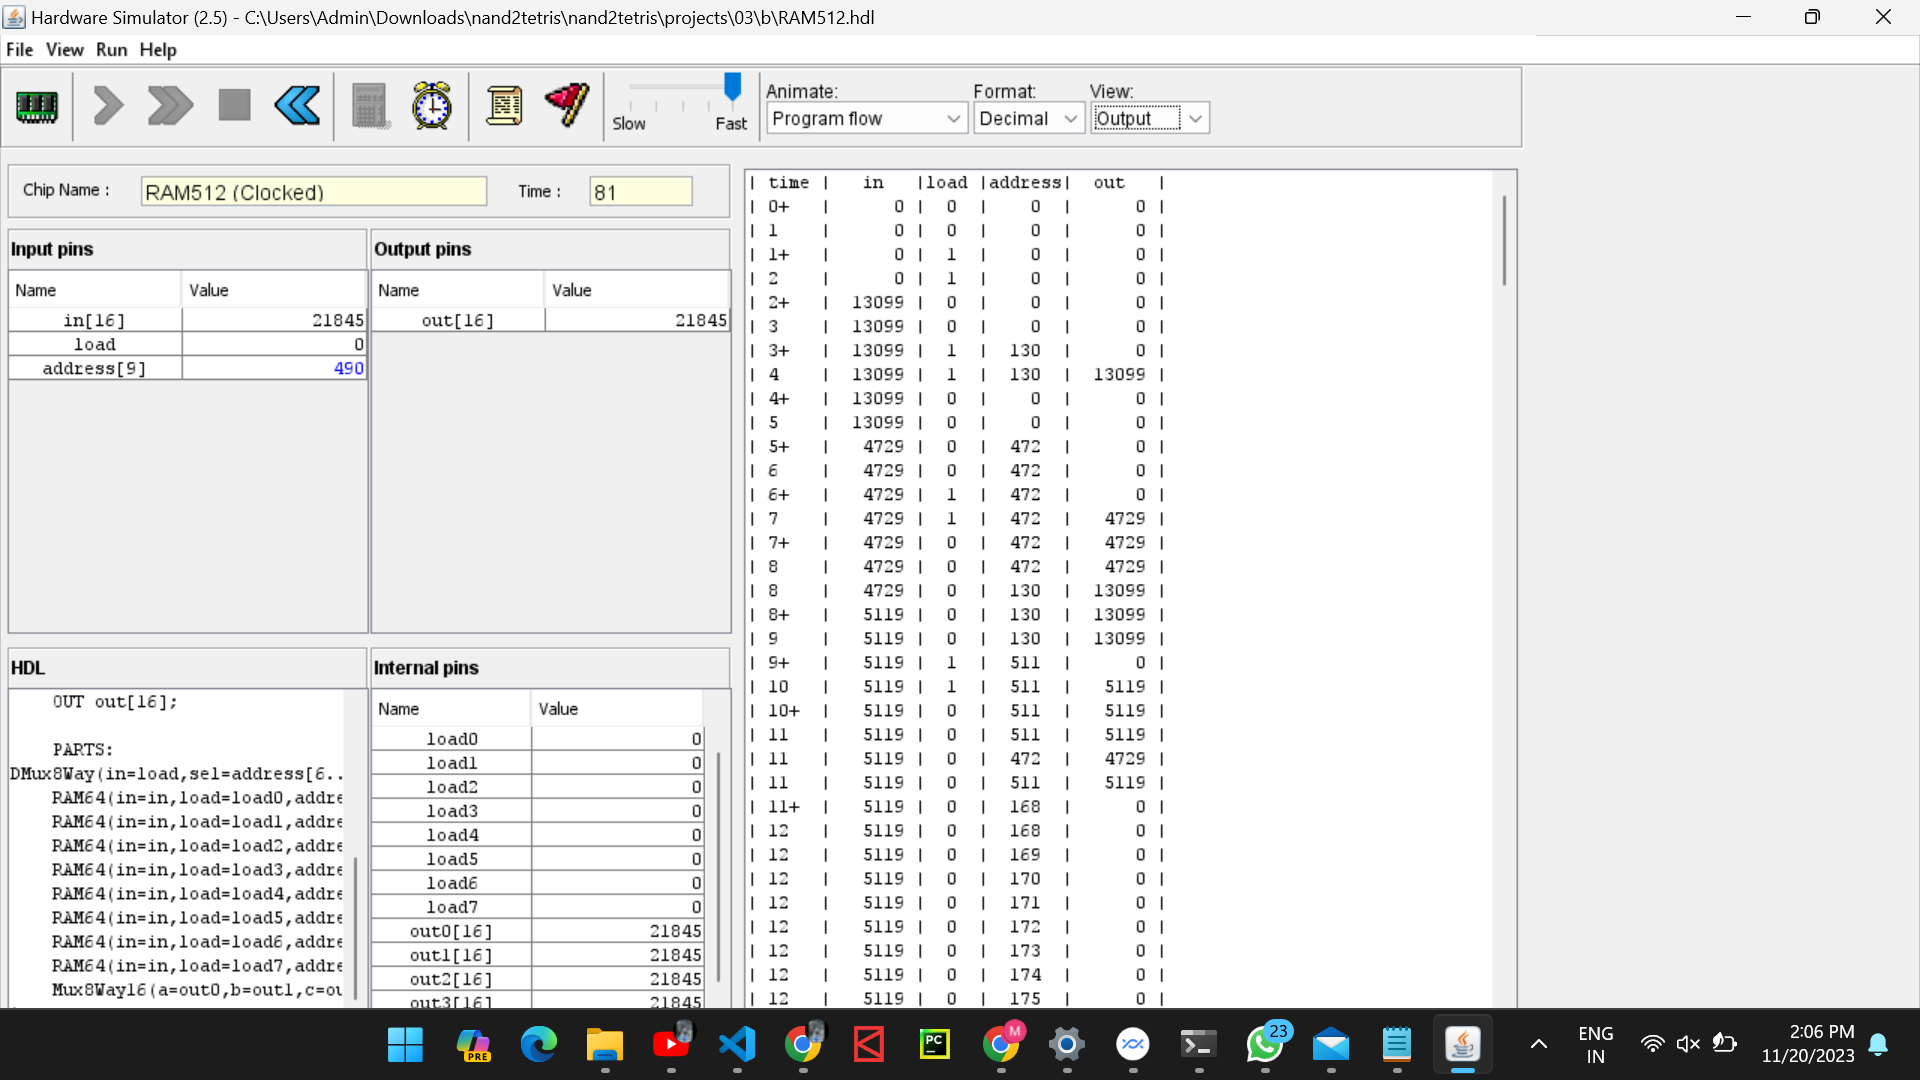 Hardware Simulator (2.5) - C:\Users\Admin\Downloads\nand2tetris\nand2tetris\projects\03\b\RAM512.hdl
File View Run Help
Slow Fast
Animate: Format: View:
Program flow Decimal Output
Chip Name : RAM512 (Clocked) Time : 81
Input pins
Name Value
in[16] 21845
load 0
address[9] 490
Output pins
Name Value
out[16] 21845
HDL
OUT out[16];
PARTS:
DMux8Way(in=load,sel=address[6..
RAM64(in=in,load=load0,addre
RAM64(in=in,load=load1,addre
RAM64(in=in,load=load2,addre
RAM64(in=in,load=load3,addre
RAM64(in=in,load=load4,addre
RAM64(in=in,load=load5,addre
RAM64(in=in,load=load6,addre
RAM64(in=in,load=load7,addre
Mux8Way16(a=out0,b=out1,c=ou
Internal pins
Name Value
load0 0
load1 0
load2 0
load3 0
load4 0
load5 0
load6 0
load7 0
out0[16] 21845
out1[16] 21845
out2[16] 21845
out3[16] 21845
| time | in |load |address| out |
| 0+ | 0 | 0 | 0 | 0 |
| 1 | 0 | 0 | 0 | 0 |
| 1+ | 0 | 1 | 0 | 0 |
| 2 | 0 | 1 | 0 | 0 |
| 2+ | 13099 | 0 | 0 | 0 |
| 3 | 13099 | 0 | 0 | 0 |
| 3+ | 13099 | 1 | 130 | 0 |
| 4 | 13099 | 1 | 130 | 13099 |
| 4+ | 13099 | 0 | 0 | 0 |
| 5 | 13099 | 0 | 0 | 0 |
| 5+ | 4729 | 0 | 472 | 0 |
| 6 | 4729 | 0 | 472 | 0 |
| 6+ | 4729 | 1 | 472 | 0 |
| 7 | 4729 | 1 | 472 | 4729 |
| 7+ | 4729 | 0 | 472 | 4729 |
| 8 | 4729 | 0 | 472 | 4729 |
| 8 | 4729 | 0 | 130 | 13099 |
| 8+ | 5119 | 0 | 130 | 13099 |
| 9 | 5119 | 0 | 130 | 13099 |
| 9+ | 5119 | 1 | 511 | 0 |
| 10 | 5119 | 1 | 511 | 5119 |
| 10+ | 5119 | 0 | 511 | 5119 |
| 11 | 5119 | 0 | 511 | 5119 |
| 11 | 5119 | 0 | 472 | 4729 |
| 11 | 5119 | 0 | 511 | 5119 |
| 11+ | 5119 | 0 | 168 | 0 |
| 12 | 5119 | 0 | 168 | 0 |
| 12 | 5119 | 0 | 169 | 0 |
| 12 | 5119 | 0 | 170 | 0 |
| 12 | 5119 | 0 | 171 | 0 |
| 12 | 5119 | 0 | 172 | 0 |
| 12 | 5119 | 0 | 173 | 0 |
| 12 | 5119 | 0 | 174 | 0 |
| 12 | 5119 | 0 | 175 | 0 |
PRE
PC
M
23
ENG
IN
2:06 PM
11/20/2023